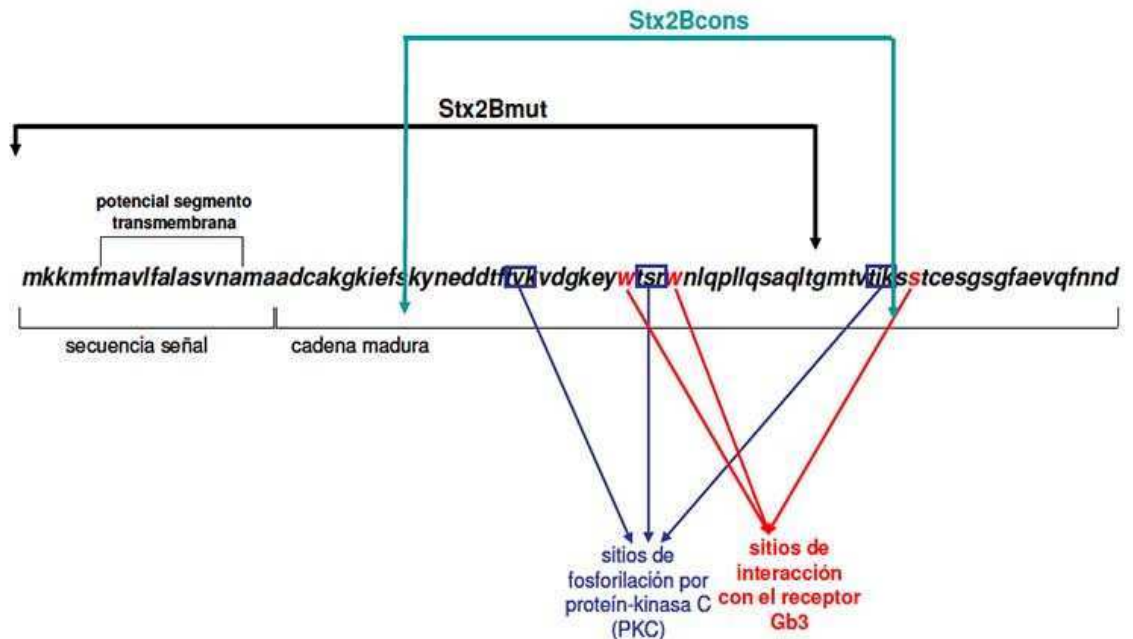 Stx2Bcons
Stx2Bmut
potencial segmento
transmembrana
mkkmfmavlfalasvnamaadcakgkiefskyneddtftvkvdgkeywtsrwnlqpllqsaqltgmtvtikssstcesgsgfaevqfnnd
secuencia señal
cadena madura
sitios de
fosforilación por
proteín-kinasa C
(PKC)
sitios de
interacción
con el receptor
Gb3